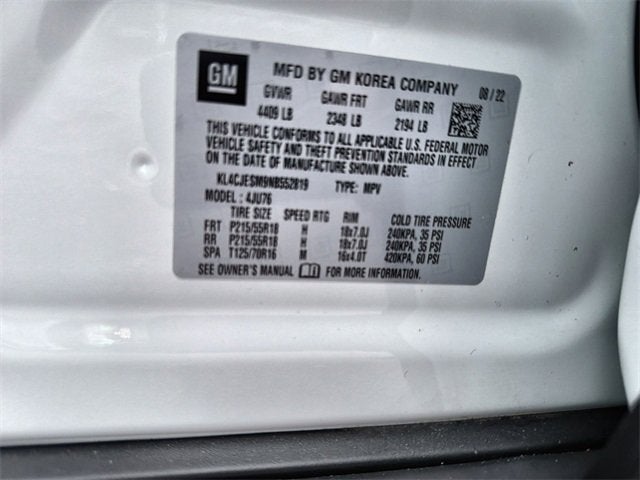 GM
MFD BY GM KOREA COMPANY 08 / 22
GVWR GAWR FRT GAWR RR
4409 LB 2348 LB 2194 LB
THIS VEHICLE CONFORMS TO ALL APPLICABLE U.S. FEDERAL MOTOR
VEHICLE SAFETY AND THEFT PREVENTION STANDARDS IN EFFECT
ON THE DATE OF MANUFACTURE SHOWN ABOVE.
KL4CJESM9NB552819 TYPE: MPV
MODEL : 4JU76
TIRE SIZE SPEED RTG RIM COLD TIRE PRESSURE
FRT P215/55R18 H 18x7.0J 240KPA, 35 PSI
RR P215/55R18 H 18x7.0J 240KPA, 35 PSI
SPA T125/70R16 M 16x4.0T 420KPA, 60 PSI
SEE OWNER'S MANUAL FOR MORE INFORMATION.